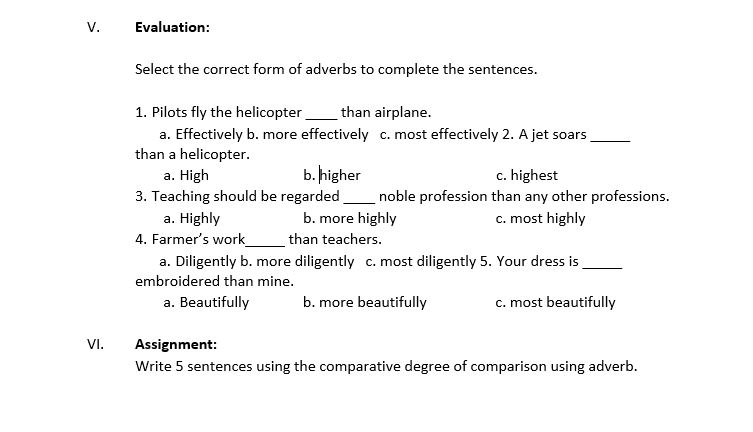 V. Evaluation:
Select the correct form of adverbs to complete the sentences.
1. Pilots fly the helicopter ____ than airplane.
a. Effectively b. more effectively c. most effectively 2. A jet soars _____
than a helicopter.
a. High b. higher c. highest
3. Teaching should be regarded ____ noble profession than any other professions.
a. Highly b. more highly c. most highly
4. Farmer’s work_____ than teachers.
a. Diligently b. more diligently c. most diligently 5. Your dress is _____
embroidered than mine.
a. Beautifully b. more beautifully c. most beautifully
VI. Assignment:
Write 5 sentences using the comparative degree of comparison using adverb.